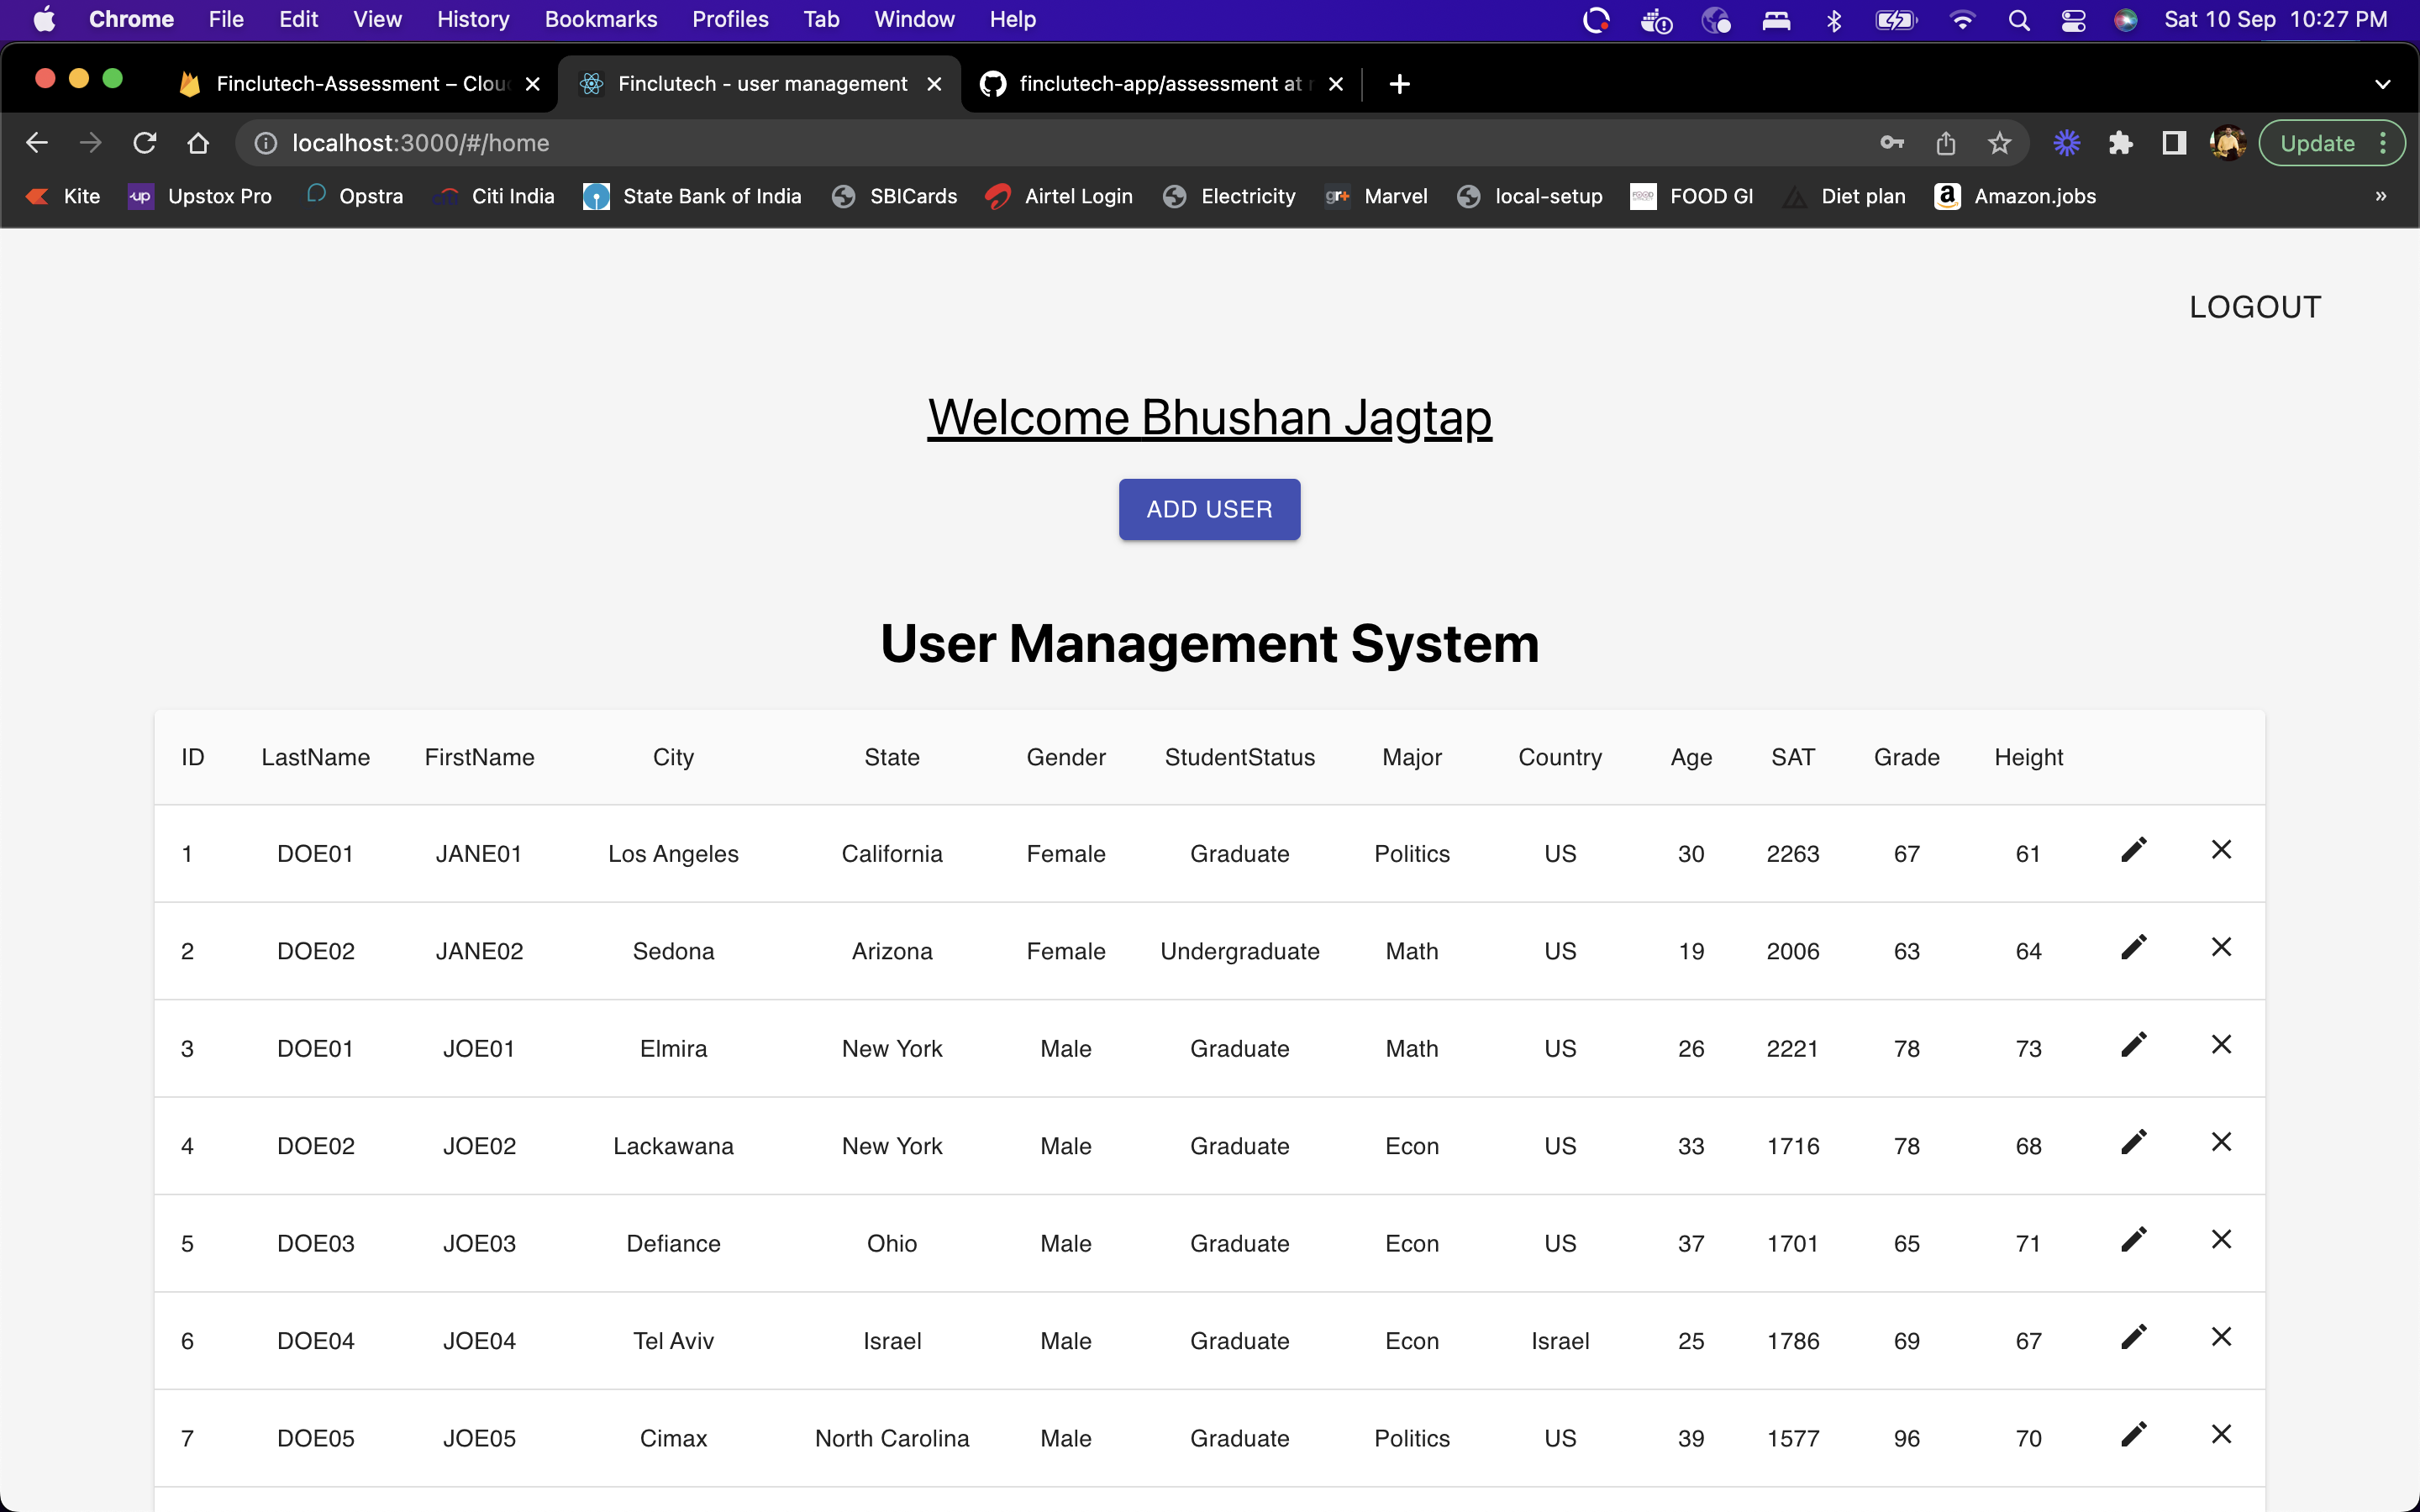 Chrome File Edit View History Bookmarks Profiles Tab Window Help Sat 10 Sep 10:27 PM
Finclutech-Assessment – Clou Finclutech - user management finclutech-app/assessment at
localhost:3000/#/home Update
Kite up Upstox Pro Opstra citi Citi India State Bank of India SBICards Airtel Login Electricity gr+ Marvel local-setup FOOD GI Diet plan a Amazon.jobs »
LOGOUT
Welcome Bhushan Jagtap
ADD USER
User Management System
ID LastName FirstName City State Gender StudentStatus Major Country Age SAT Grade Height
1 DOE01 JANE01 Los Angeles California Female Graduate Politics US 30 2263 67 61
2 DOE02 JANE02 Sedona Arizona Female Undergraduate Math US 19 2006 63 64
3 DOE01 JOE01 Elmira New York Male Graduate Math US 26 2221 78 73
4 DOE02 JOE02 Lackawana New York Male Graduate Econ US 33 1716 78 68
5 DOE03 JOE03 Defiance Ohio Male Graduate Econ US 37 1701 65 71
6 DOE04 JOE04 Tel Aviv Israel Male Graduate Econ Israel 25 1786 69 67
7 DOE05 JOE05 Cimax North Carolina Male Graduate Politics US 39 1577 96 70